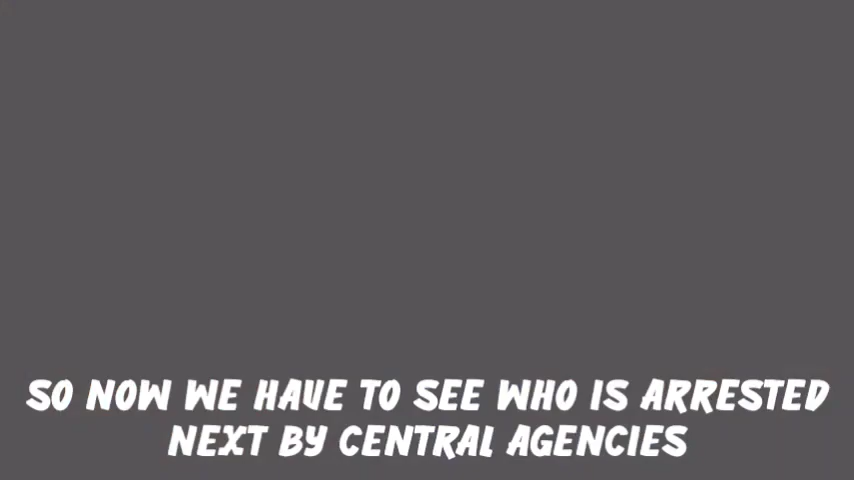 SO NOW WE HAVE TO SEE WHO IS ARRESTED
NEXT BY CENTRAL AGENCIES